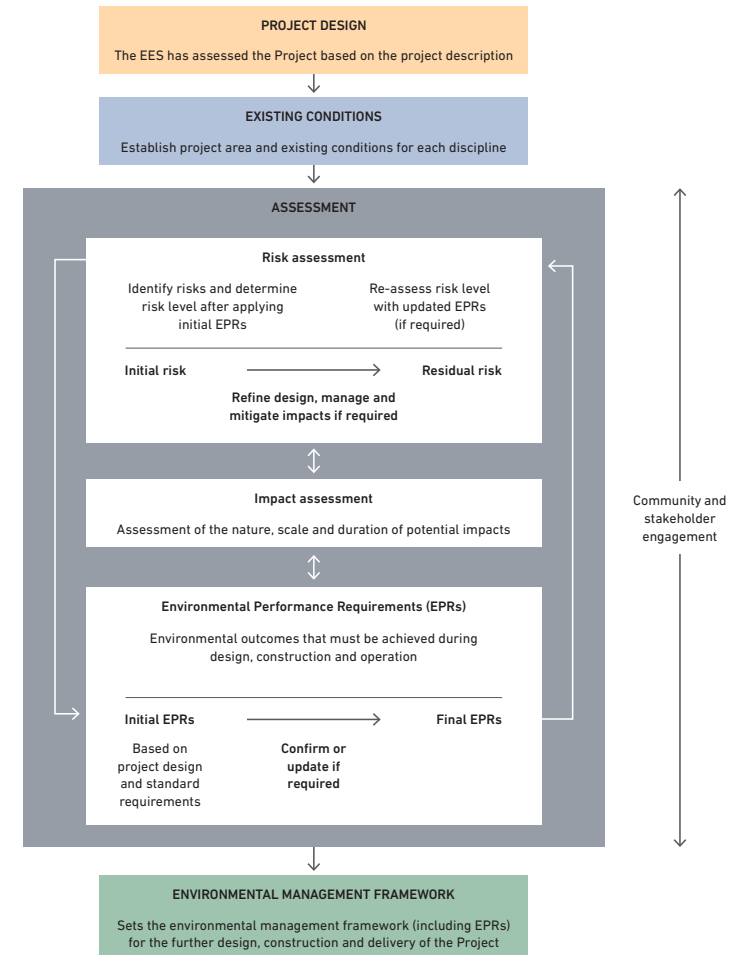 PROJECT DESIGN
The EES has assessed the Project based on the project description
EXISTING CONDITIONS
Establish project area and existing conditions for each discipline
ASSESSMENT
Risk assessment
Identify risks and determine
risk level after applying
initial EPRs
Re-assess risk level
with updated EPRs
(if required)
Initial risk
Residual risk
Refine design, manage and
mitigate impacts if required
Impact assessment
Assessment of the nature, scale and duration of potential impacts
Environmental Performance Requirements (EPRs)
Environmental outcomes that must be achieved during
design, construction and operation
Initial EPRs
Final EPRs
Based on
project design
and standard
requirements
Confirm or
update if
required
Community and
stakeholder
engagement
ENVIRONMENTAL MANAGEMENT FRAMEWORK
Sets the environmental management framework (including EPRs)
for the further design, construction and delivery of the Project